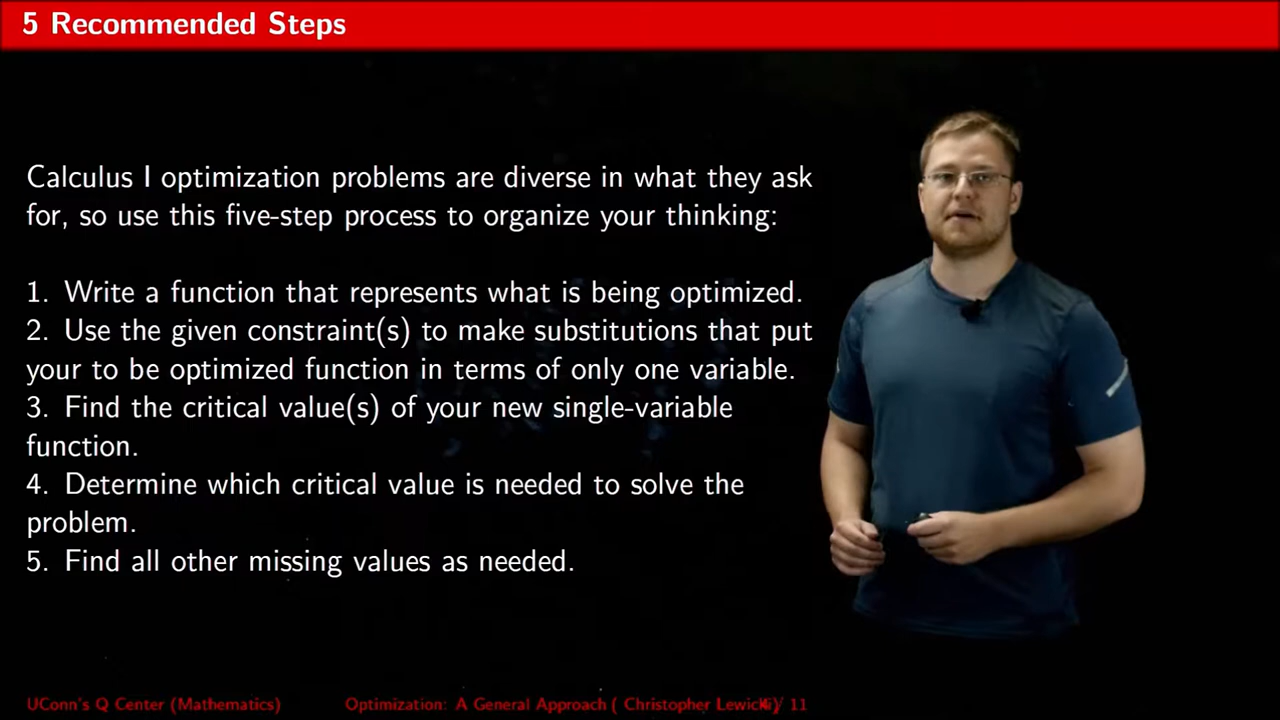 5 Recommended Steps
Calculus I optimization problems are diverse in what they ask
for, so use this five-step process to organize your thinking:
1. Write a function that represents what is being optimized.
2. Use the given constraint(s) to make substitutions that put
your to be optimized function in terms of only one variable.
3. Find the critical value(s) of your new single-variable
function.
4. Determine which critical value is needed to solve the
problem.
5. Find all other missing values as needed.
UConn's Q Center (Mathematics) Optimization: A General Approach ( Christopher Lewicki) / 11